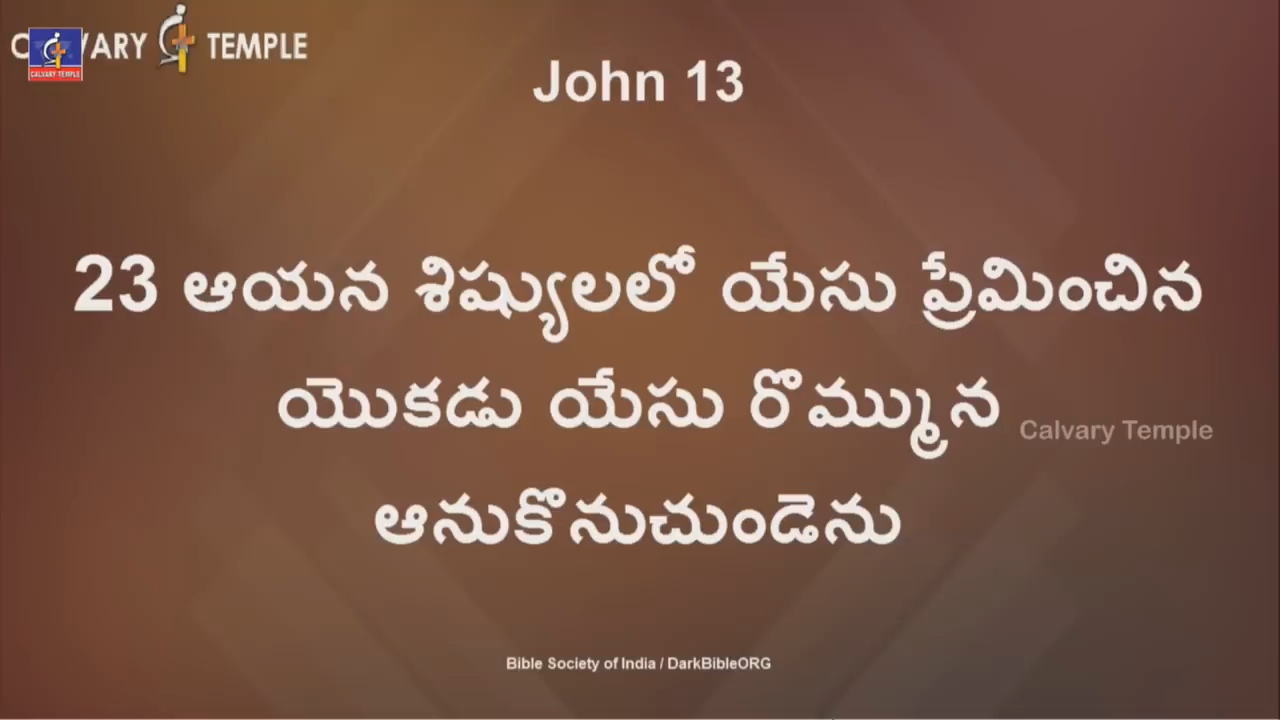 CALVARY TEMPLE
CALVARY TEMPLE
John 13
23 ఆయన శిష్యులలో యేసు ప్రేమించిన
యొకడు యేసు రొమ్మున
Calvary Temple
ఆనుకొనుచుండెను
Bible Society of India / DarkBibleORG